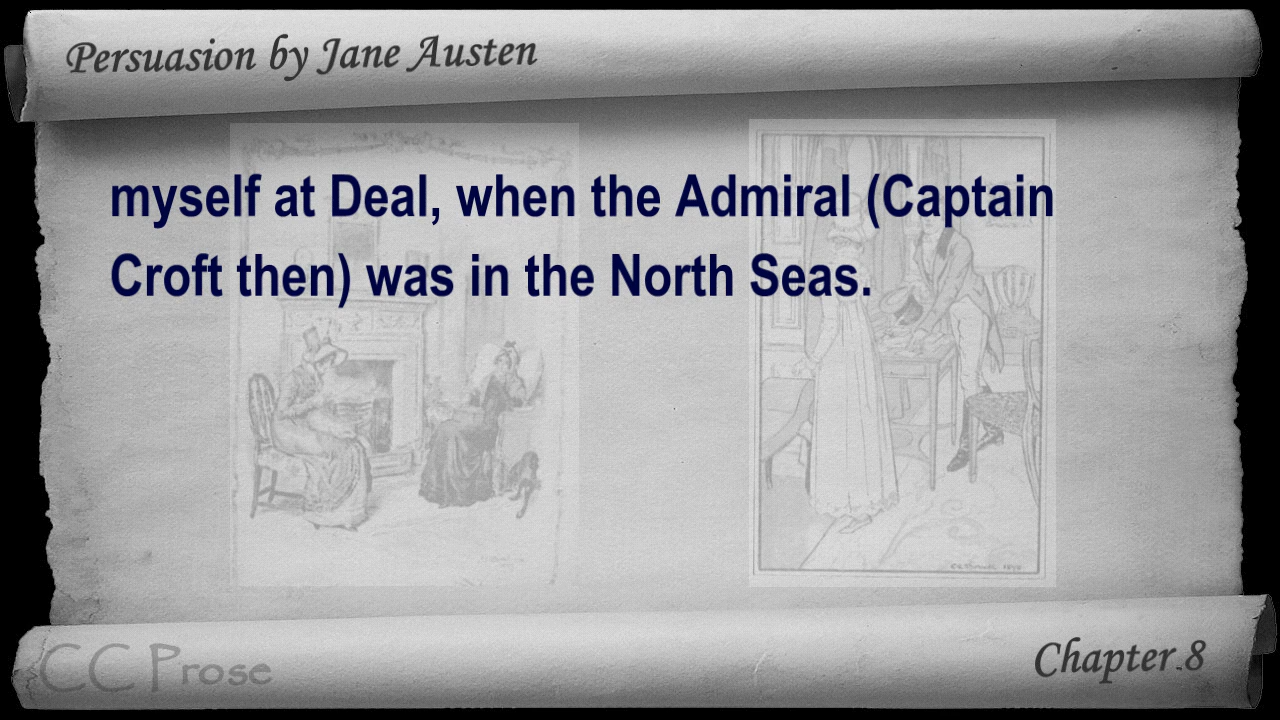 Persuasion by Jane Austen
myself at Deal, when the Admiral (Captain
Croft then) was in the North Seas.
CC Prose
Chapter 8